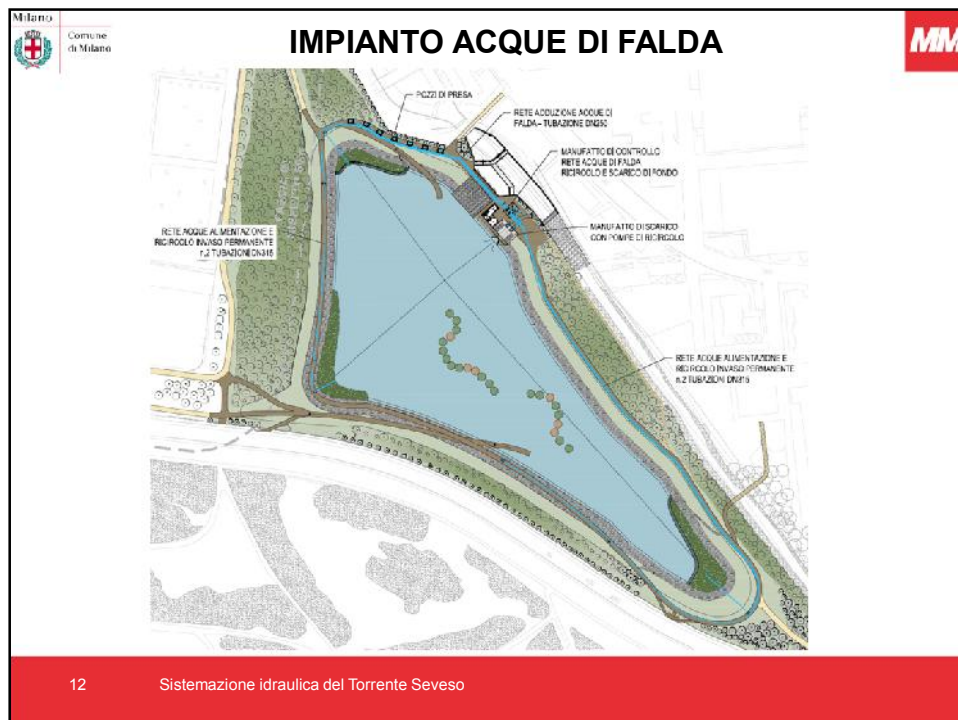 Milano
Comune
di Milano
IMPIANTO ACQUE DI FALDA
MM
POZZI DI PRESA
RETE ADDUZIONE ACQUE DI
FALDA - TUBAZIONE DN250
MANUFATTO DI CONTROLLO
RETE ACQUE DI FALDA
RICIRCOLO E SCARICO DI FONDO
MANUFATTO DI SCARICO
CON POMPE DI RICIRCOLO
RETE ACQUE ALIMENTAZIONE E
RICIRCOLO INVASO PERMANENTE
n.2 TUBAZIONI DN315
RETE ACQUE ALIMENTAZIONE E
RICIRCOLO INVASO PERMANENTE
n.2 TUBAZIONI DN315
12
Sistemazione idraulica del Torrente Seveso